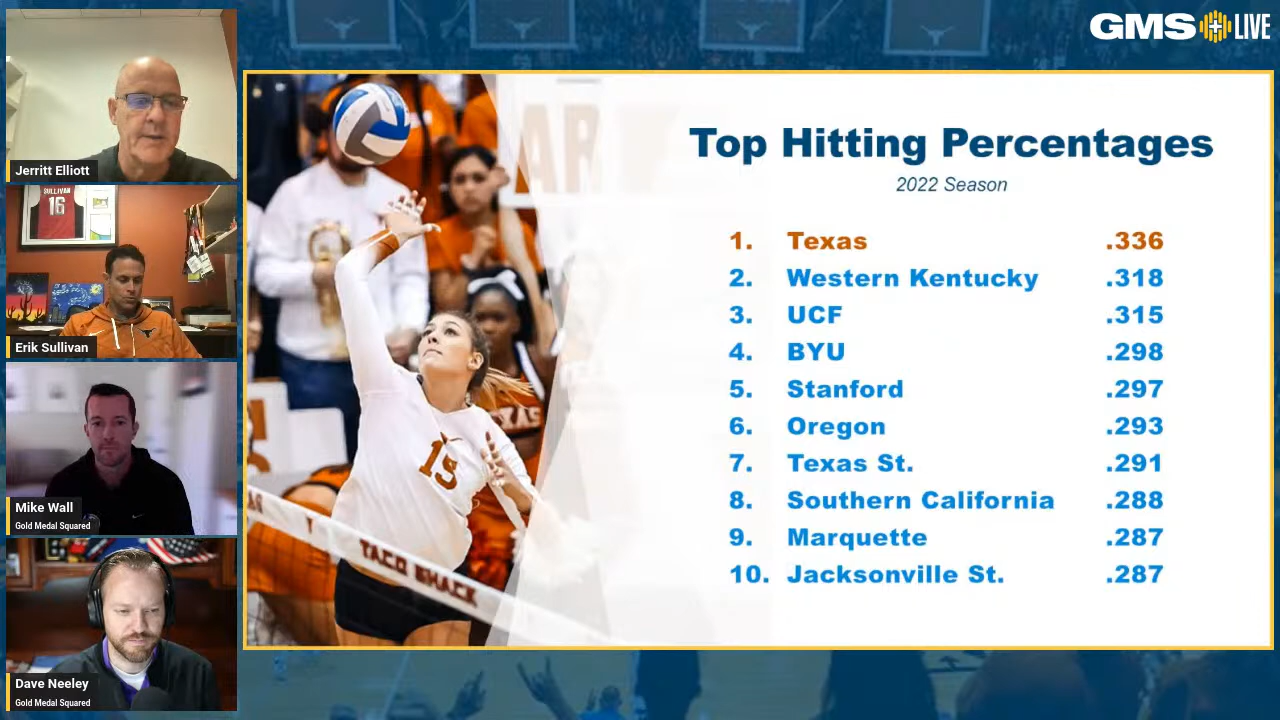 GMS LIVE
Jerritt Elliott
SULLIVAN
16
Erik Sullivan
Mike Wall
Gold Medal Squared
Dave Neeley
Gold Medal Squared
AR
TEXAS
15
TACO SHACK
Top Hitting Percentages
2022 Season
1. Texas .336
2. Western Kentucky .318
3. UCF .315
4. BYU .298
5. Stanford .297
6. Oregon .293
7. Texas St. .291
8. Southern California .288
9. Marquette .287
10. Jacksonville St. .287